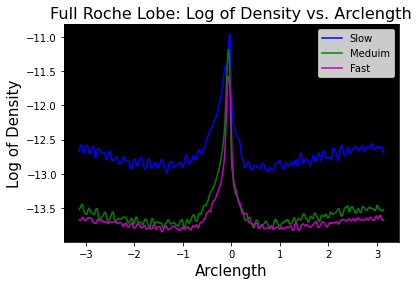 Full Roche Lobe: Log of Density vs. Arclength
Slow
Meduim
Fast
Log of Density
−11.0
−11.5
−12.0
−12.5
−13.0
−13.5
−3
−2
−1
0
1
2
3
Arclength